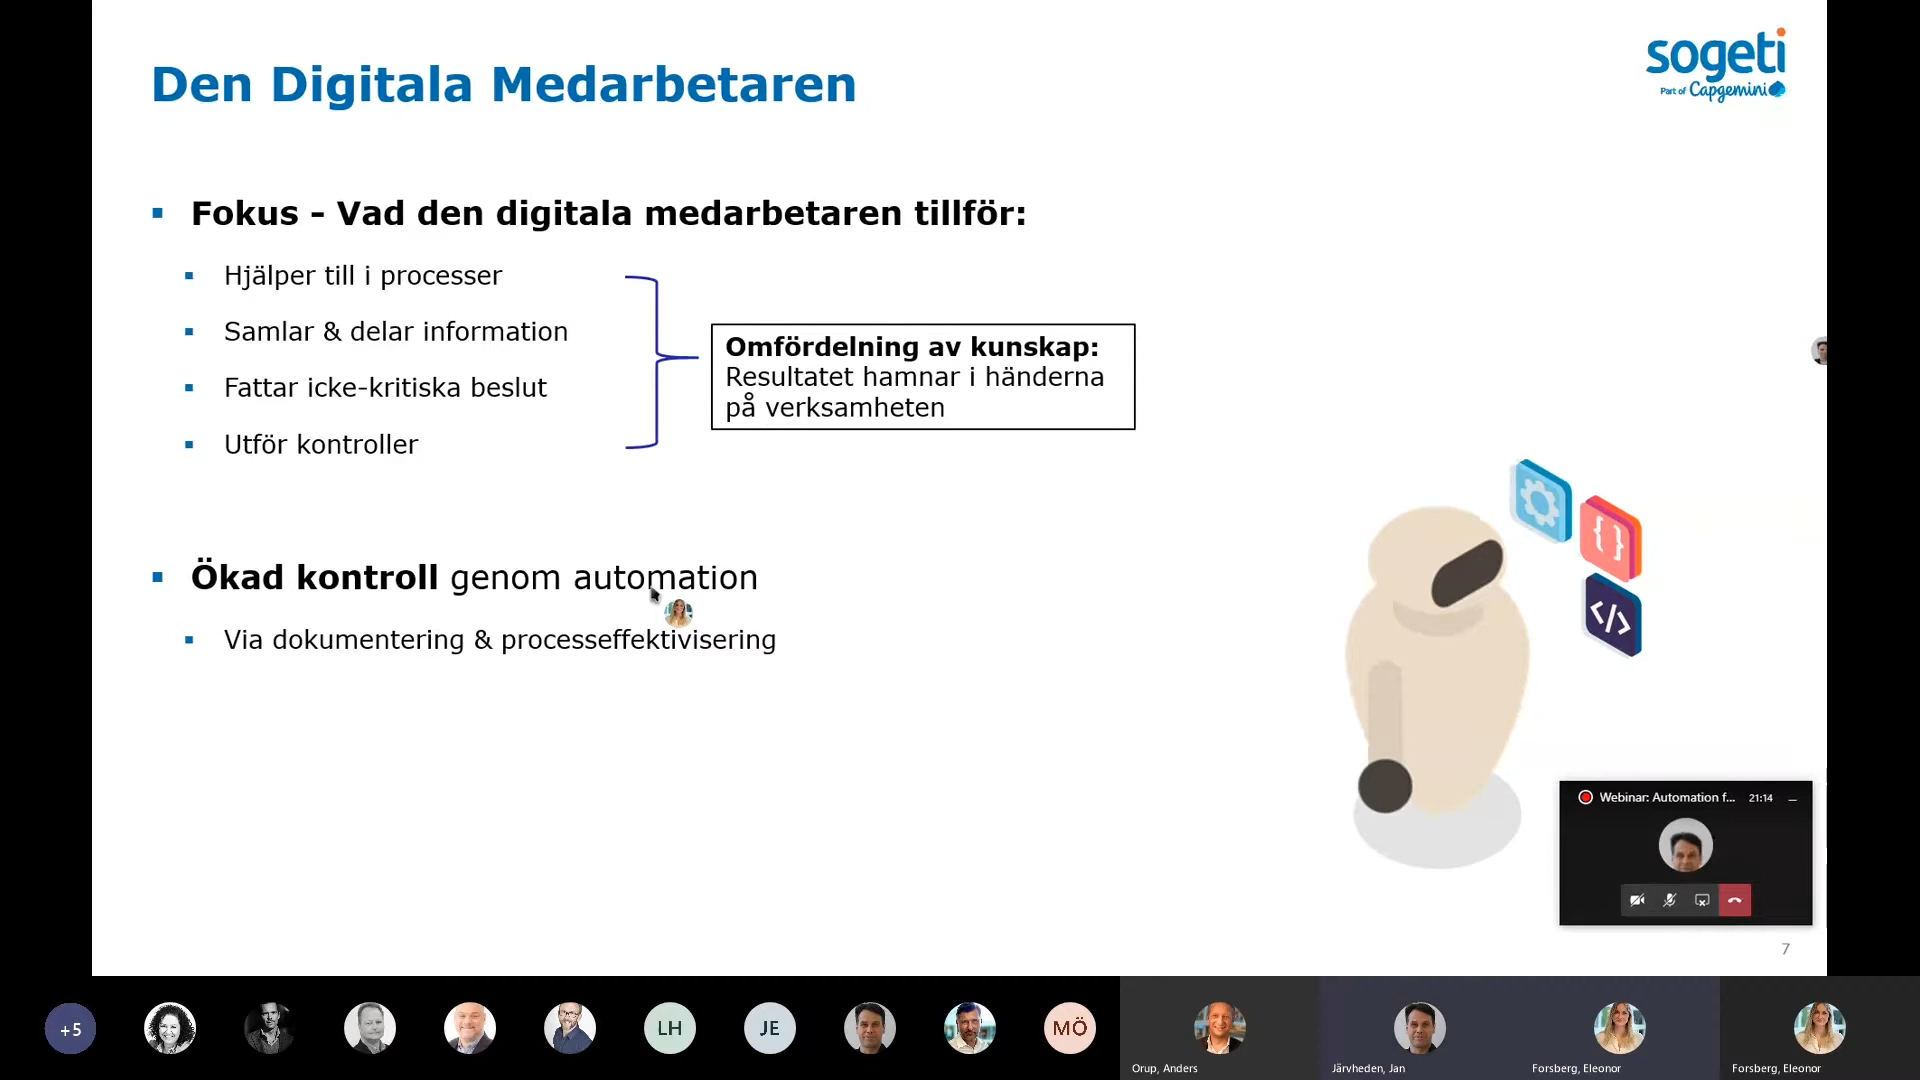 Den Digitala Medarbetaren
sogeti
Part of Capgemini
▪ Fokus - Vad den digitala medarbetaren tillför:
▪ Hjälper till i processer
▪ Samlar & delar information
▪ Fattar icke-kritiska beslut
▪ Utför kontroller
Omfördelning av kunskap:
Resultatet hamnar i händerna
på verksamheten
▪ Ökad kontroll genom automation
▪ Via dokumentering & processeffektivisering
{ }
</>
Webinar: Automation f... 21:14
7
+5
LH
JE
MÖ
Orup, Anders
Järvheden, Jan
Forsberg, Eleonor
Forsberg, Eleonor